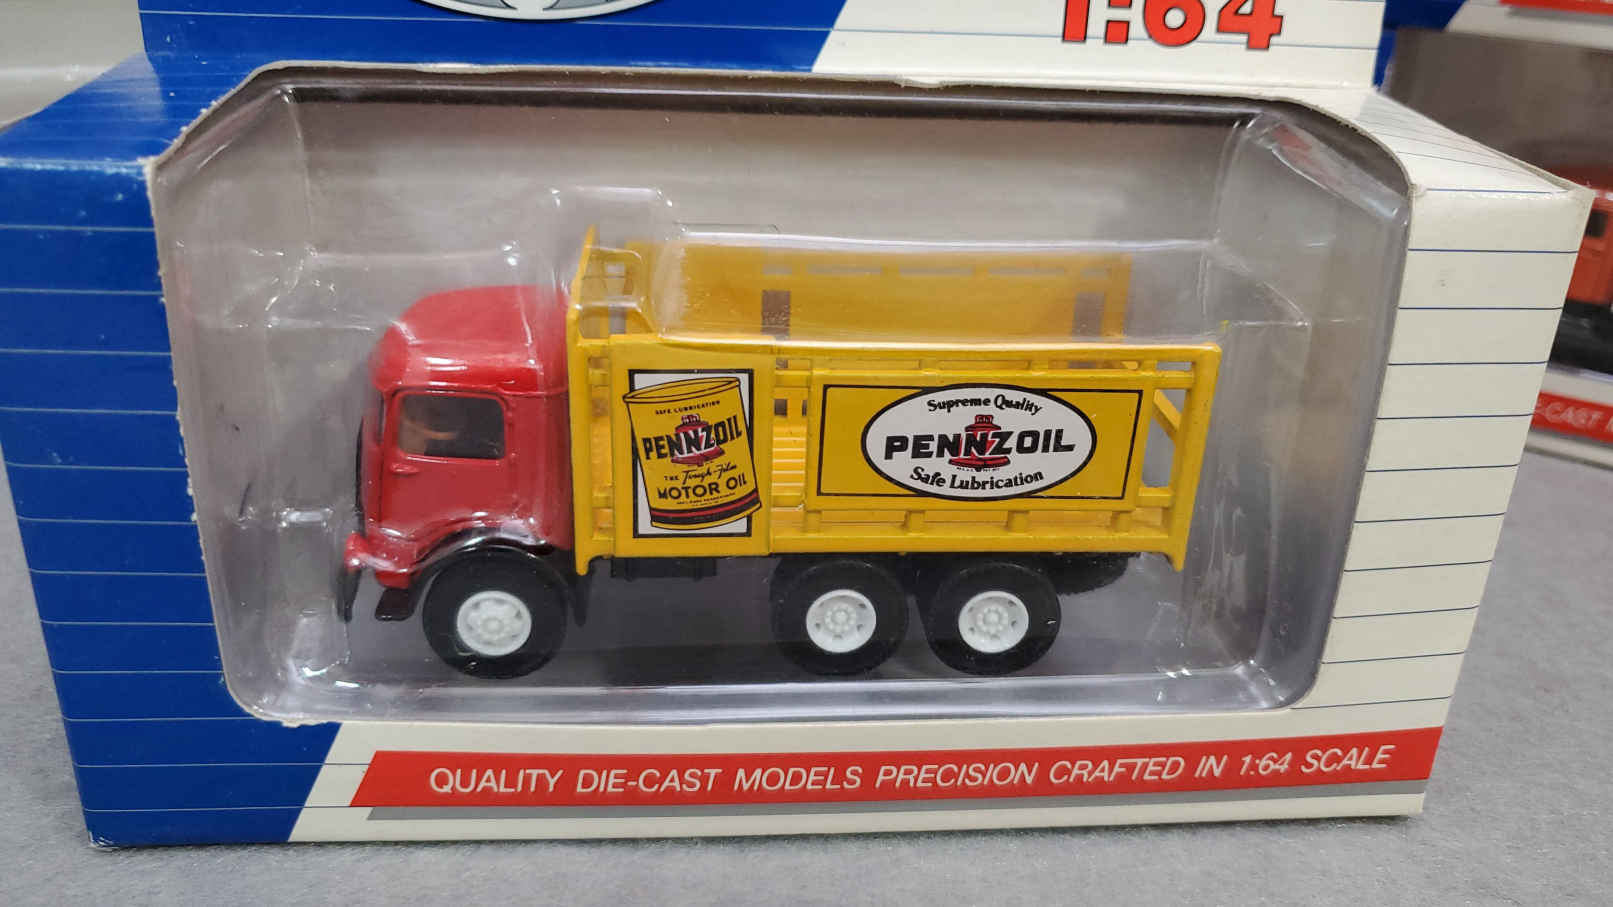 1:64
SAFE LUBRICATION
PENNZOIL
THE Tough-Film
MOTOR OIL
Supreme Quality
PENNZOIL
Safe Lubrication
QUALITY DIE-CAST MODELS PRECISION CRAFTED IN 1:64 SCALE
-CAST